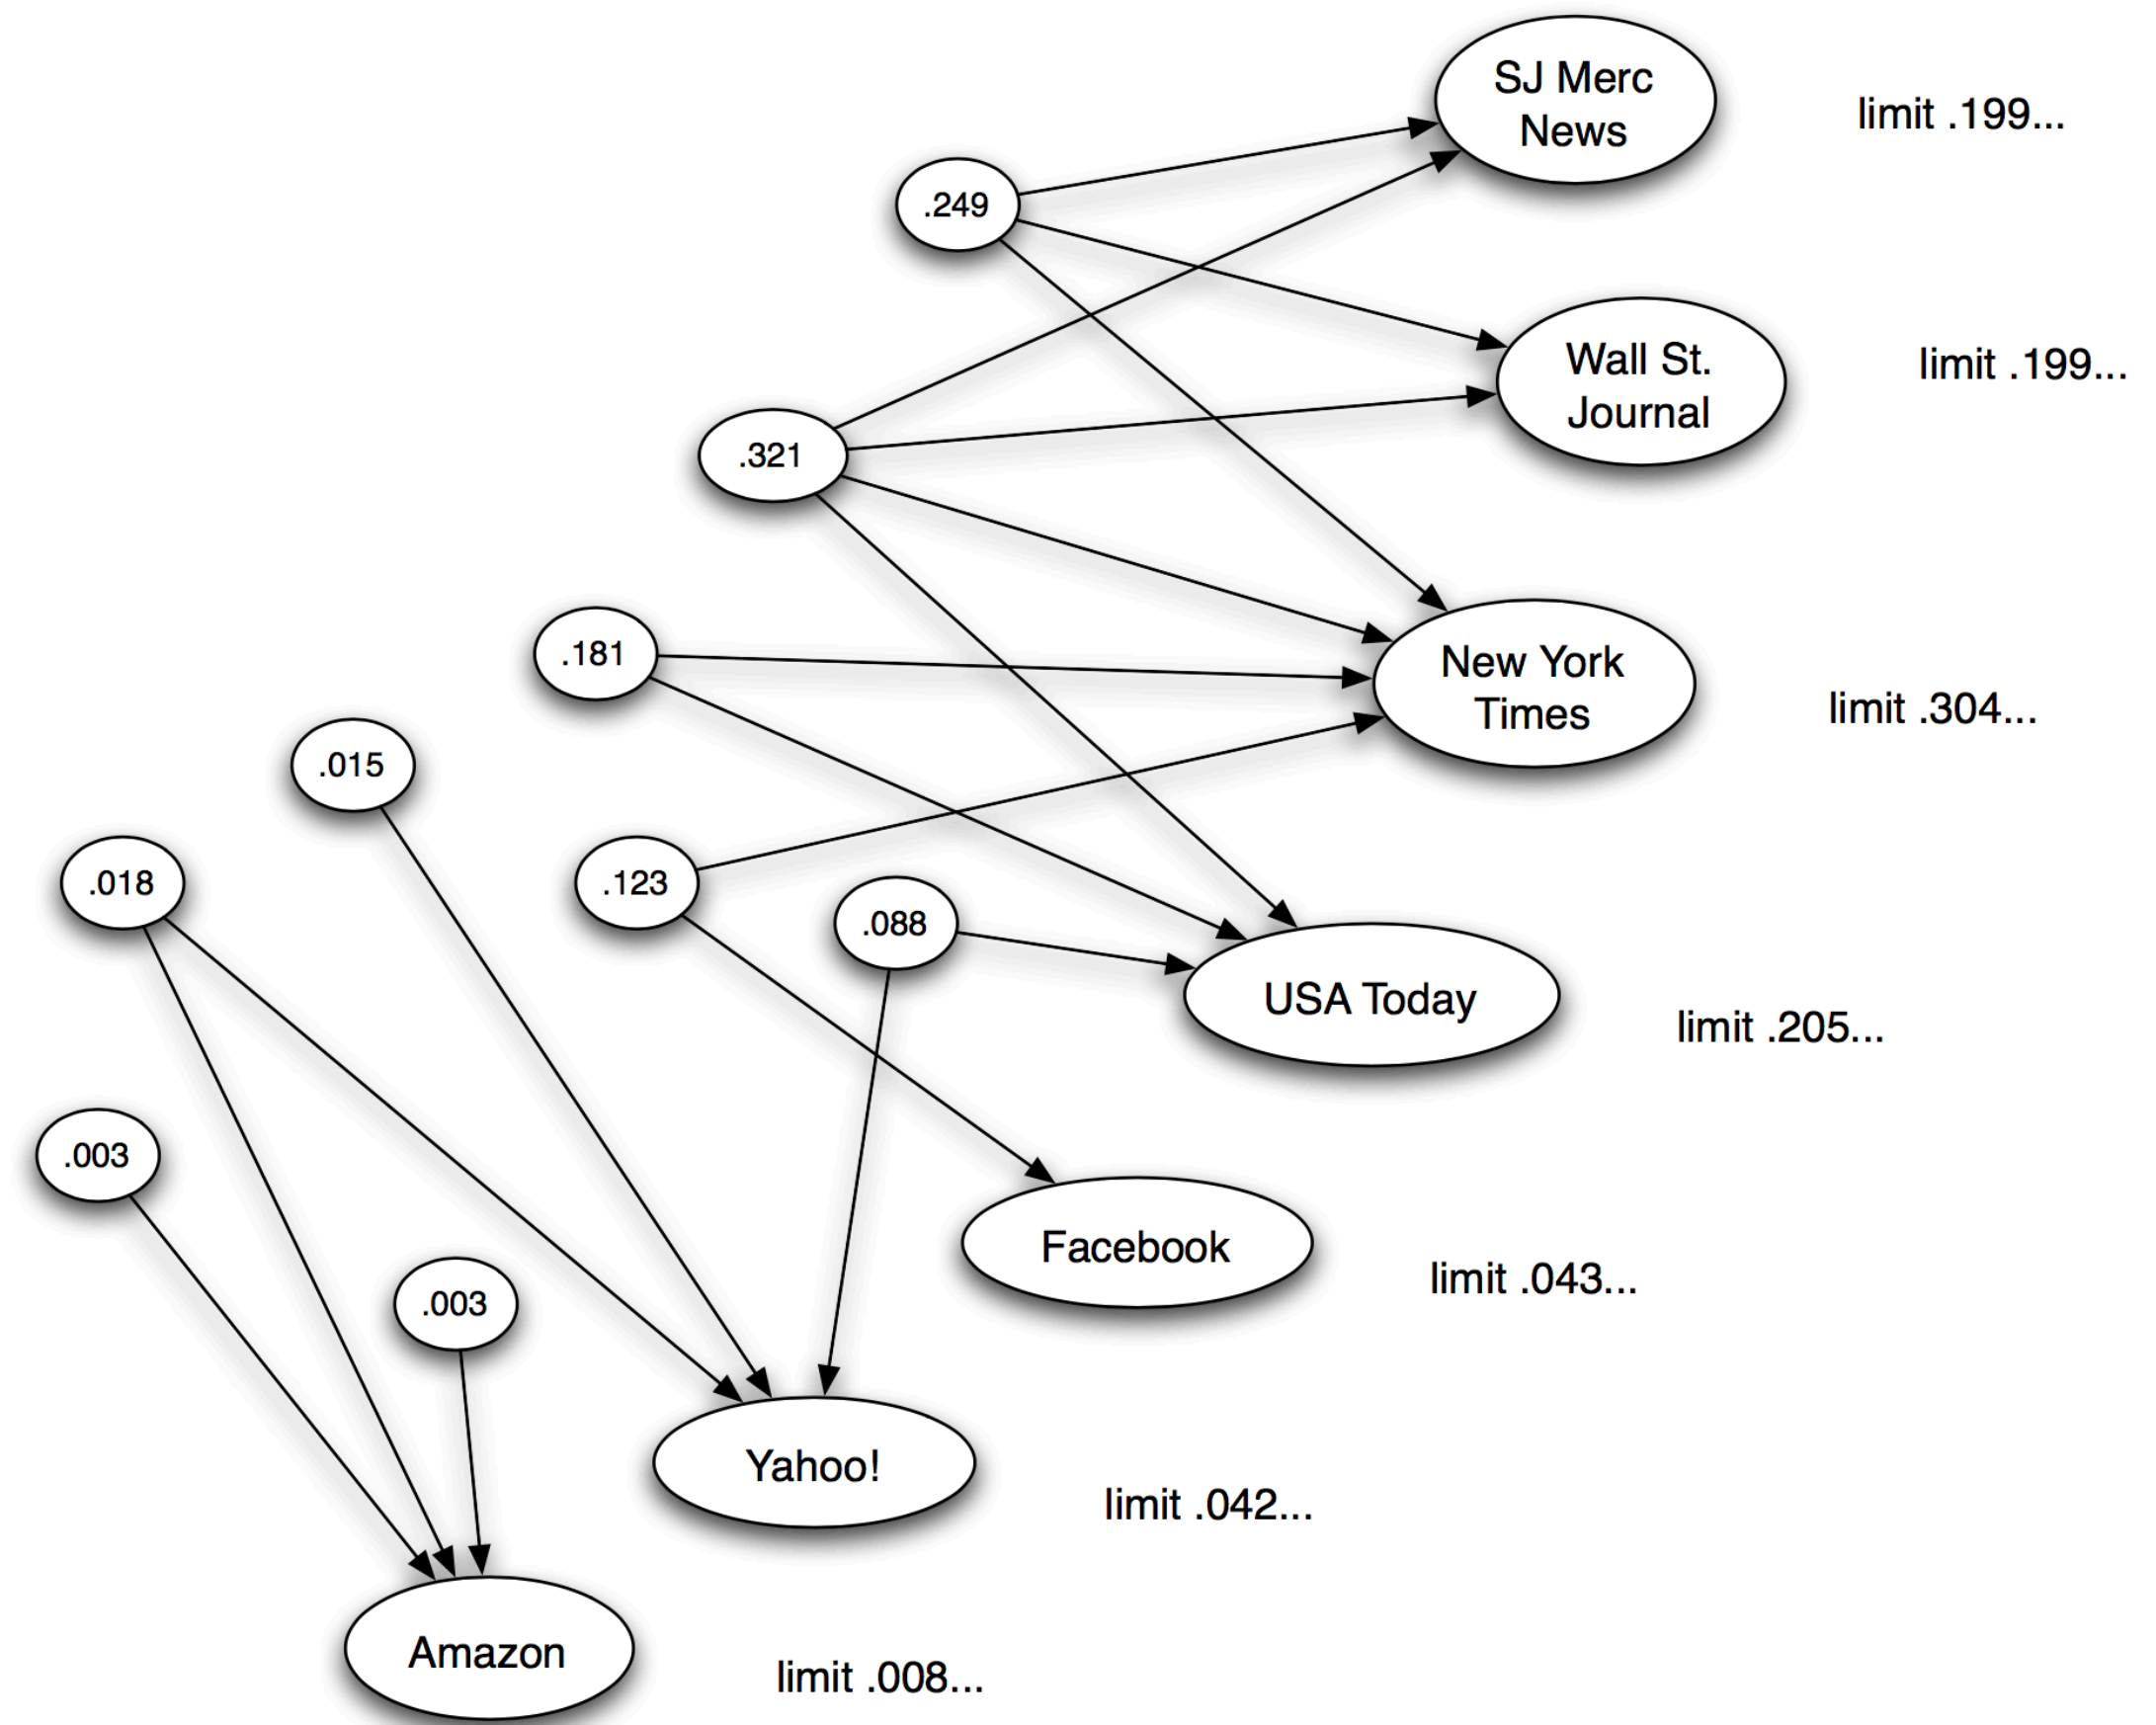 SJ Merc
News
limit .199...
.249
Wall St.
Journal
limit .199...
.321
.181
New York
Times
limit .304...
.015
.018
.123
.088
USA Today
limit .205...
.003
Facebook
limit .043...
.003
Yahoo!
limit .042...
Amazon
limit .008...